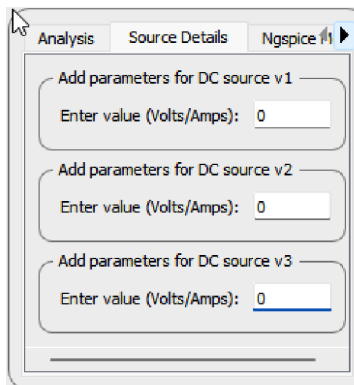 Analysis Source Details Ngspice
Add parameters for DC source v1
Enter value (Volts/Amps): 0
Add parameters for DC source v2
Enter value (Volts/Amps): 0
Add parameters for DC source v3
Enter value (Volts/Amps): 0